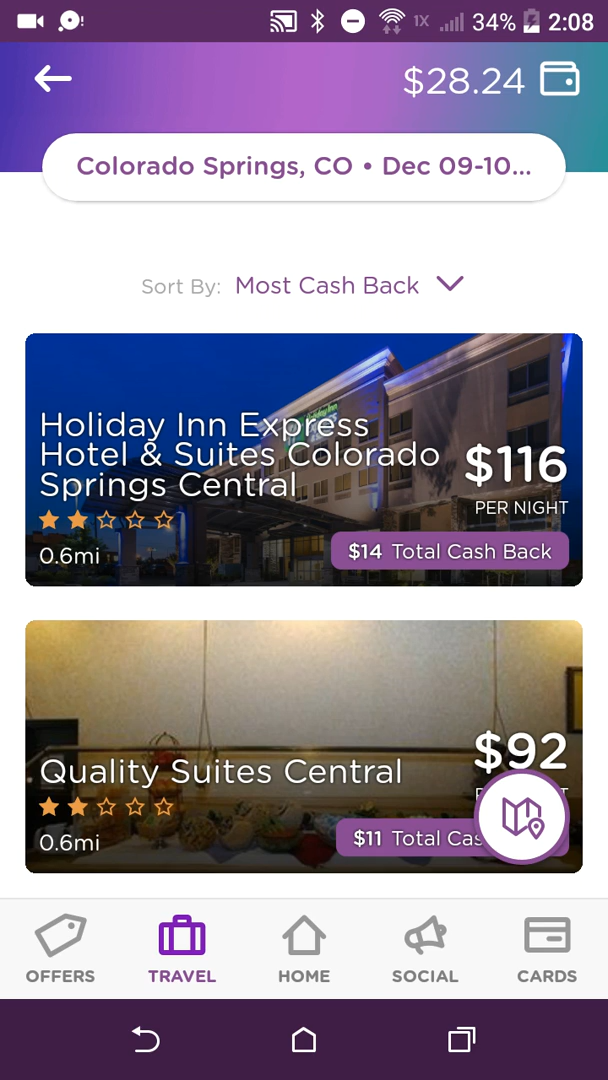 1X 34% 2:08
$28.24
Colorado Springs, CO • Dec 09-10...
Sort By: Most Cash Back
Holiday Inn Express
Hotel & Suites Colorado
Springs Central
$116
PER NIGHT
0.6mi
$14 Total Cash Back
$92
Quality Suites Central
0.6mi
$11 Total Cas
OFFERS TRAVEL HOME SOCIAL CARDS